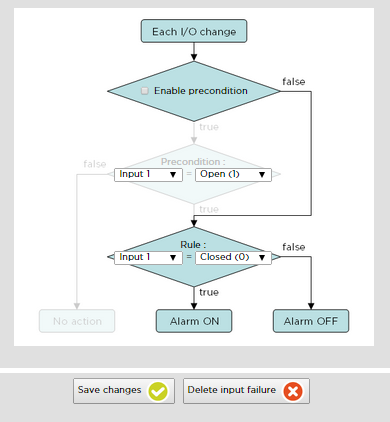 Each I/O change
false
Enable precondition
true
false
Precondition :
Input 1 = Open (1)
true
Rule :
false
Input 1 = Closed (0)
true
No action
Alarm ON
Alarm OFF
Save changes
Delete input failure